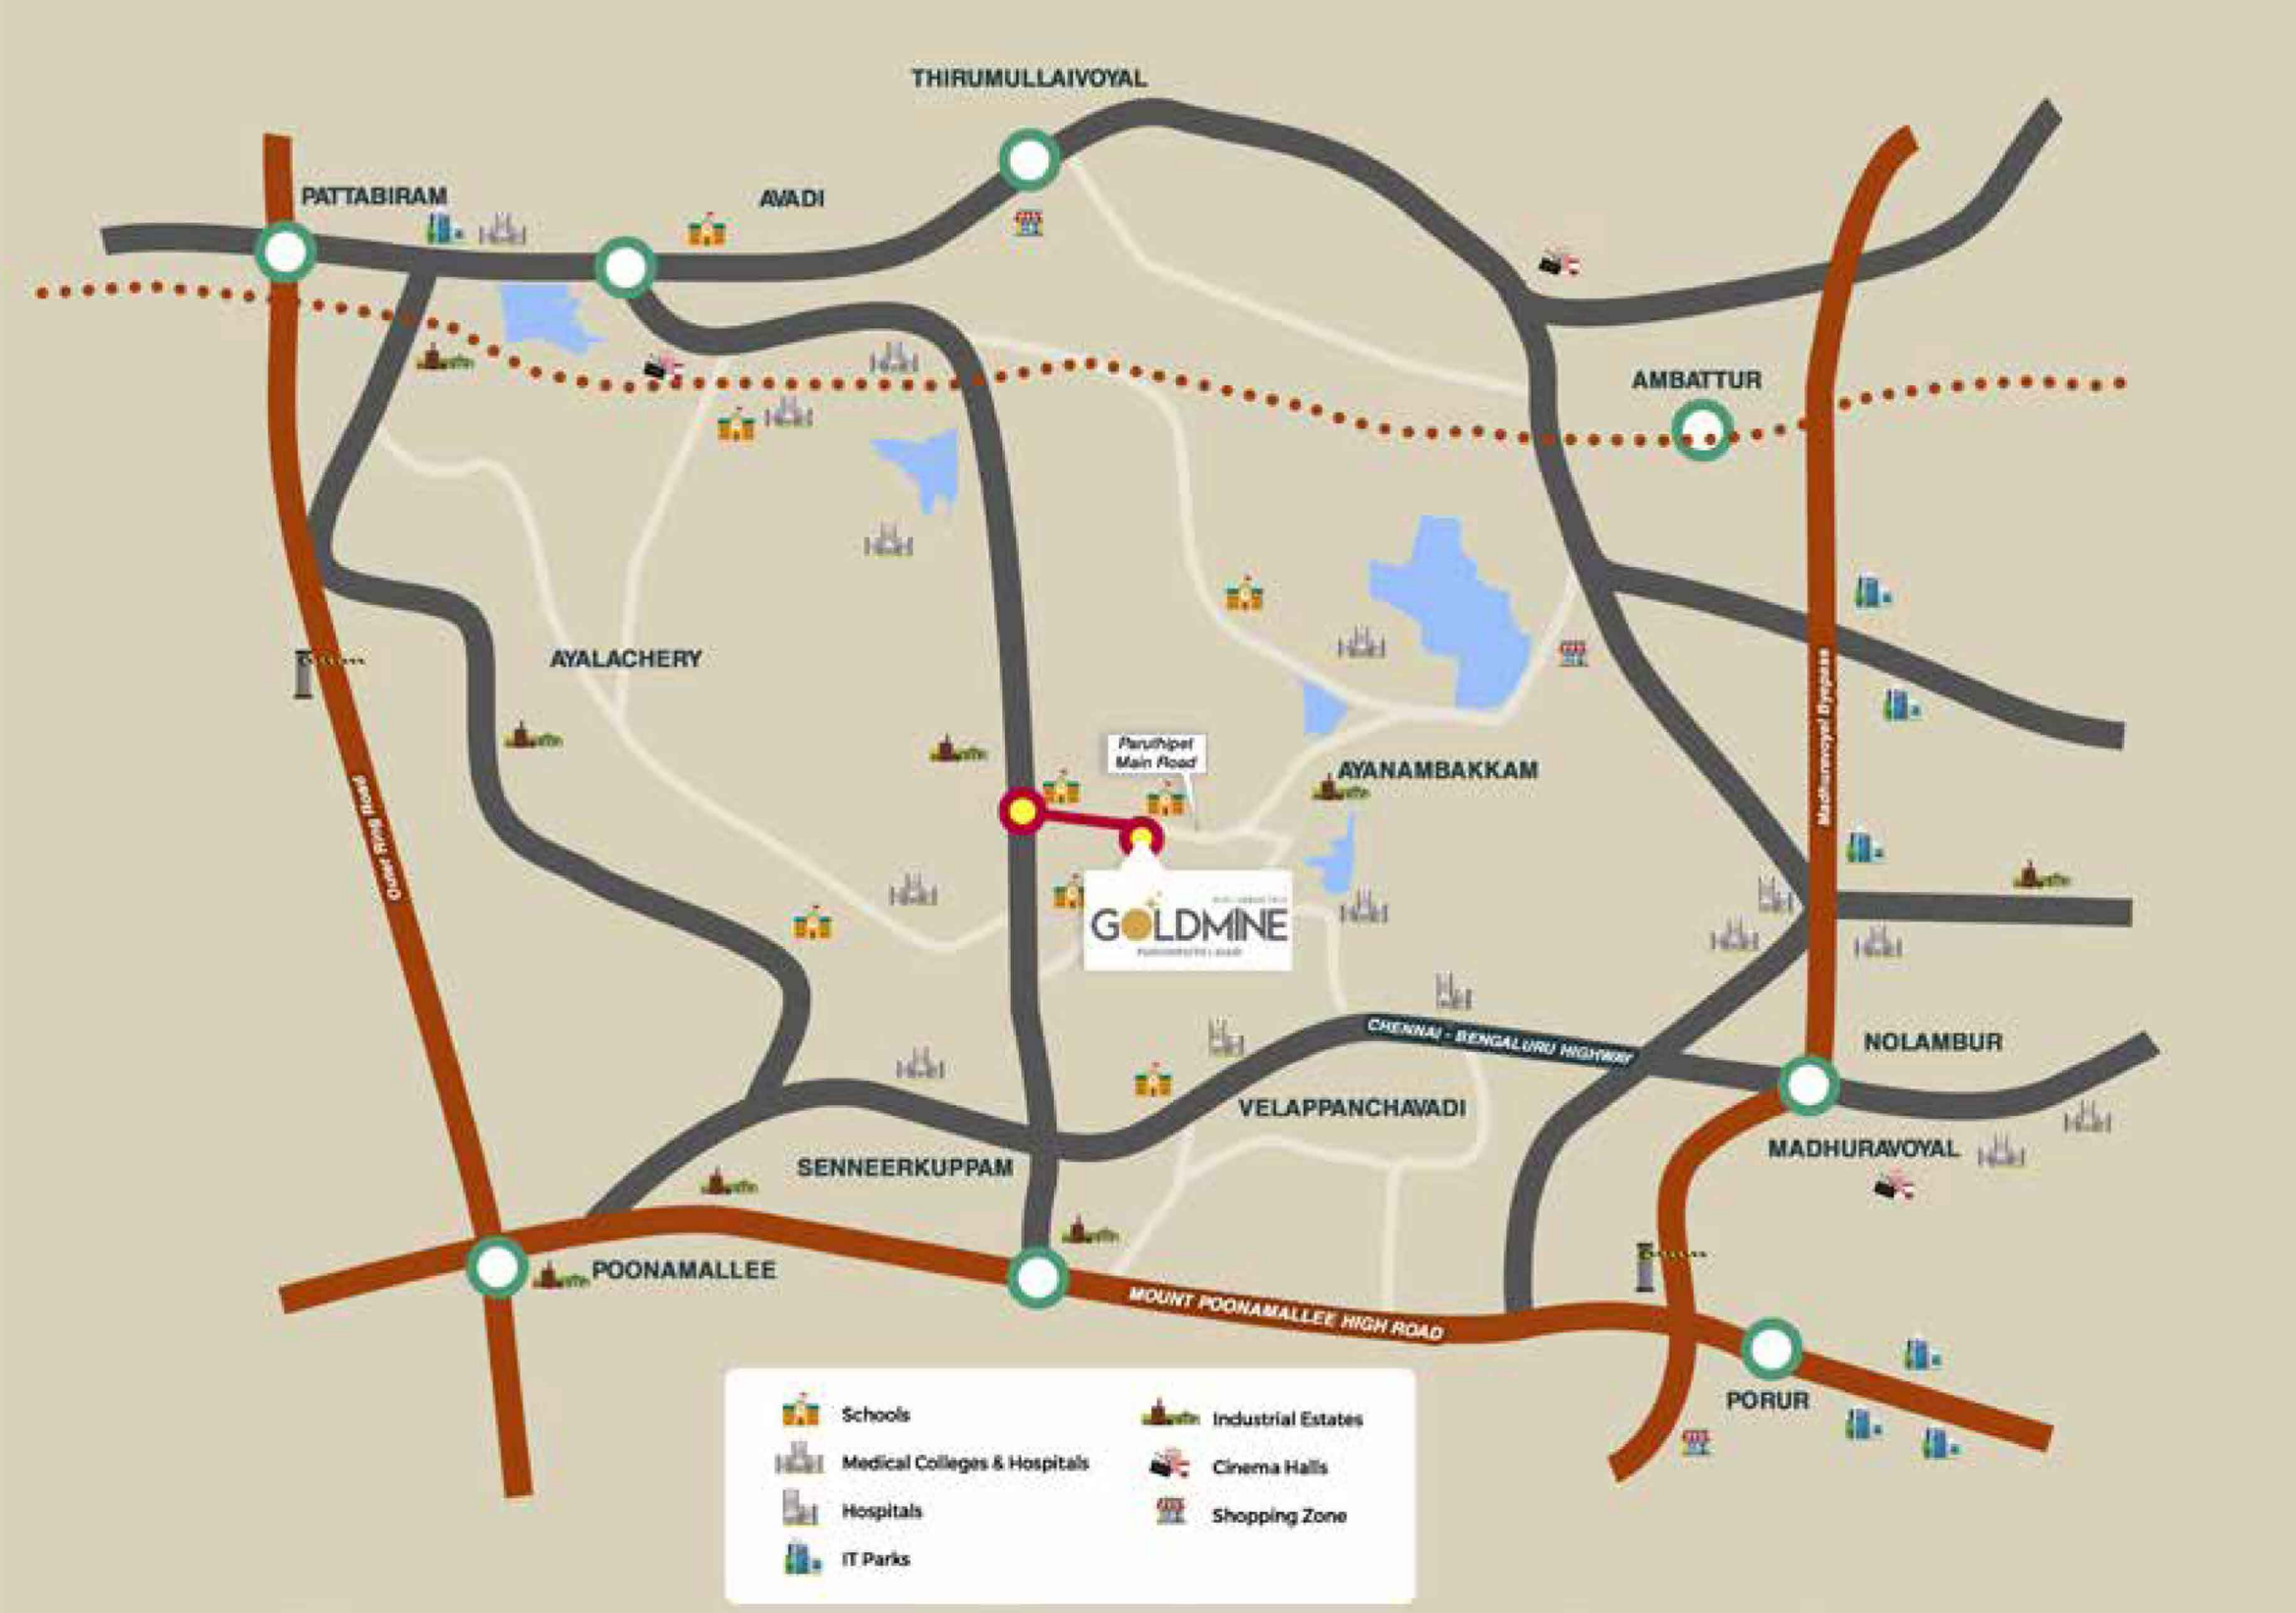 THIRUMULLAIVOYAL
PATTABIRAM
AVADI
AMBATTUR
AYALACHERY
Madhuravoyal Byepass
Paruthipet
Main Road
AYANAMBAKKAM
Outer Ring Road
GOLDMINE
CHENNAI - BENGALURU HIGHWAY
NOLAMBUR
VELAPPANCHAVADI
MADHURAVOYAL
SENNEERKUPPAM
POONAMALLEE
MOUNT POONAMALLEE HIGH ROAD
PORUR
Schools
Medical Colleges & Hospitals
Hospitals
IT Parks
Industrial Estates
Cinema Halls
Shopping Zone